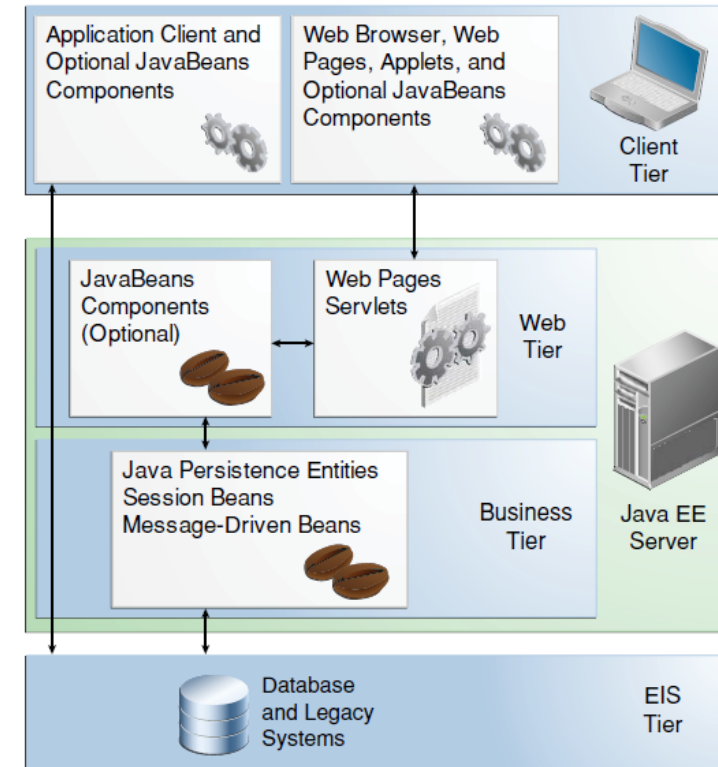 Application Client and
Optional JavaBeans
Components
Web Browser, Web
Pages, Applets, and
Optional JavaBeans
Components
Client
Tier
JavaBeans
Components
(Optional)
Web Pages
Servlets
Web
Tier
Java Persistence Entities
Session Beans
Message-Driven Beans
Business
Tier
Java EE
Server
Database
and Legacy
Systems
EIS
Tier